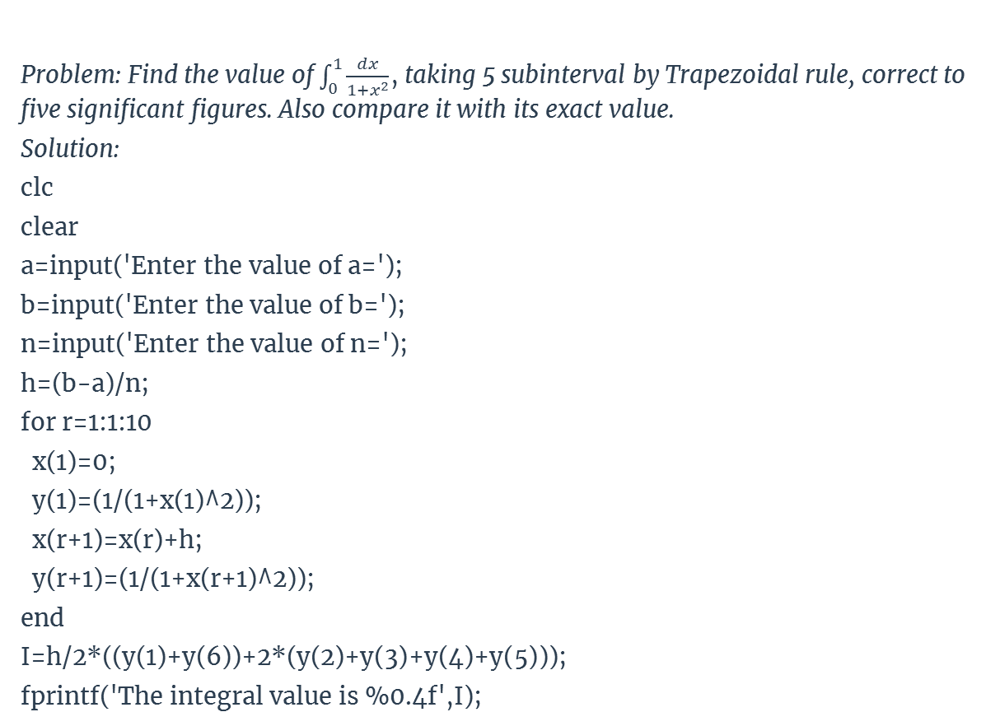 Problem: Find the value of ∫₀¹ dx/(1+x²), taking 5 subinterval by Trapezoidal rule, correct to
five significant figures. Also compare it with its exact value.
Solution:
clc
clear
a=input('Enter the value of a=');
b=input('Enter the value of b=');
n=input('Enter the value of n=');
h=(b-a)/n;
for r=1:1:10
x(1)=0;
y(1)=(1/(1+x(1)^2));
x(r+1)=x(r)+h;
y(r+1)=(1/(1+x(r+1)^2));
end
I=h/2*((y(1)+y(6))+2*(y(2)+y(3)+y(4)+y(5)));
fprintf('The integral value is %0.4f',I);